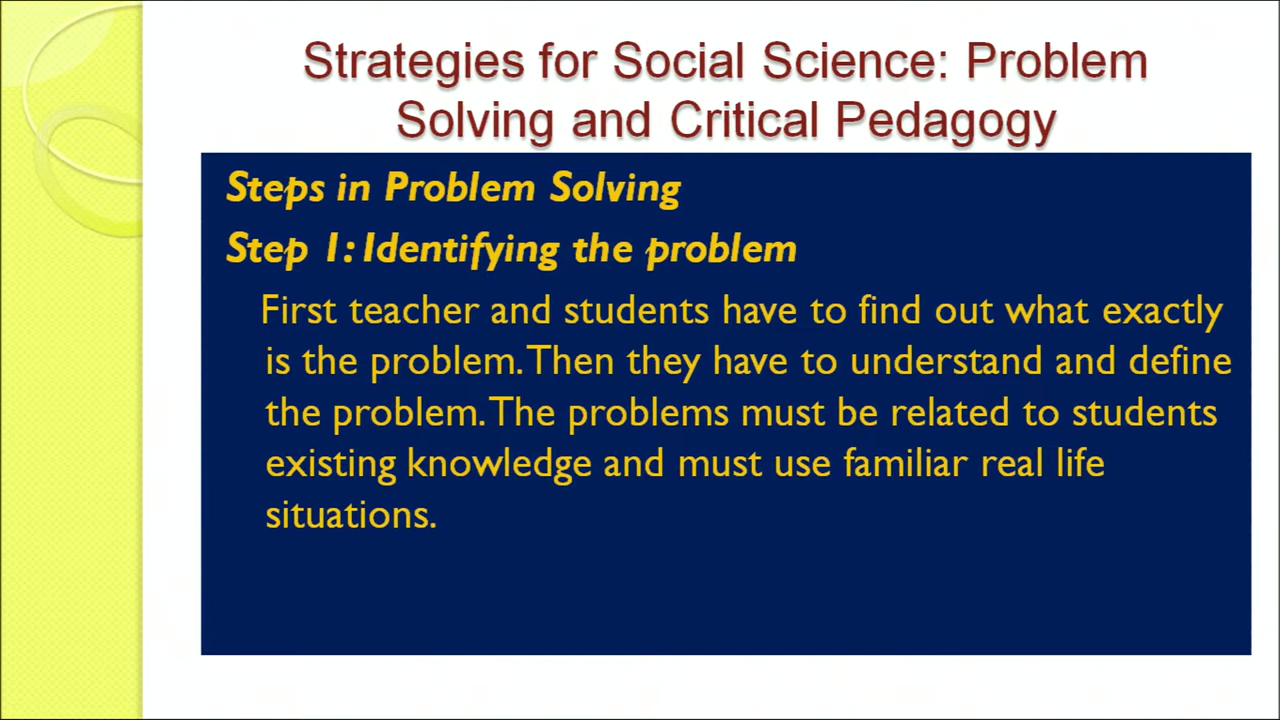 Strategies for Social Science: Problem
Solving and Critical Pedagogy
Steps in Problem Solving
Step 1: Identifying the problem
First teacher and students have to find out what exactly
is the problem. Then they have to understand and define
the problem. The problems must be related to students
existing knowledge and must use familiar real life
situations.